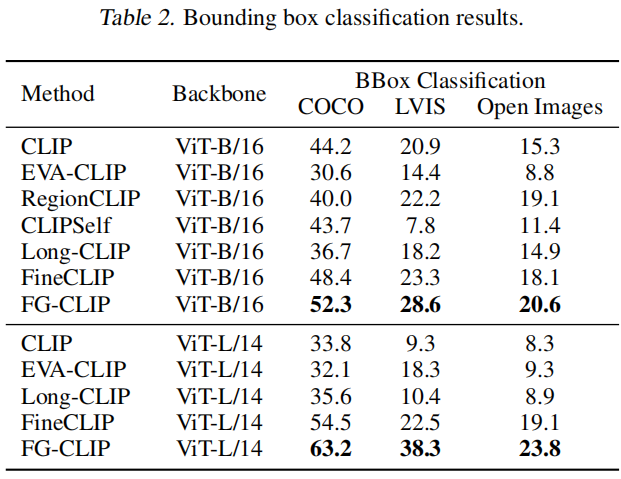 Table 2. Bounding box classification results.
Method Backbone BBox Classification
COCO LVIS Open Images
CLIP ViT-B/16 44.2 20.9 15.3
EVA-CLIP ViT-B/16 30.6 14.4 8.8
RegionCLIP ViT-B/16 40.0 22.2 19.1
CLIPSelf ViT-B/16 43.7 7.8 11.4
Long-CLIP ViT-B/16 36.7 18.2 14.9
FineCLIP ViT-B/16 48.4 23.3 18.1
FG-CLIP ViT-B/16 52.3 28.6 20.6
CLIP ViT-L/14 33.8 9.3 8.3
EVA-CLIP ViT-L/14 32.1 18.3 9.3
Long-CLIP ViT-L/14 35.6 10.4 8.9
FineCLIP ViT-L/14 54.5 22.5 19.1
FG-CLIP ViT-L/14 63.2 38.3 23.8